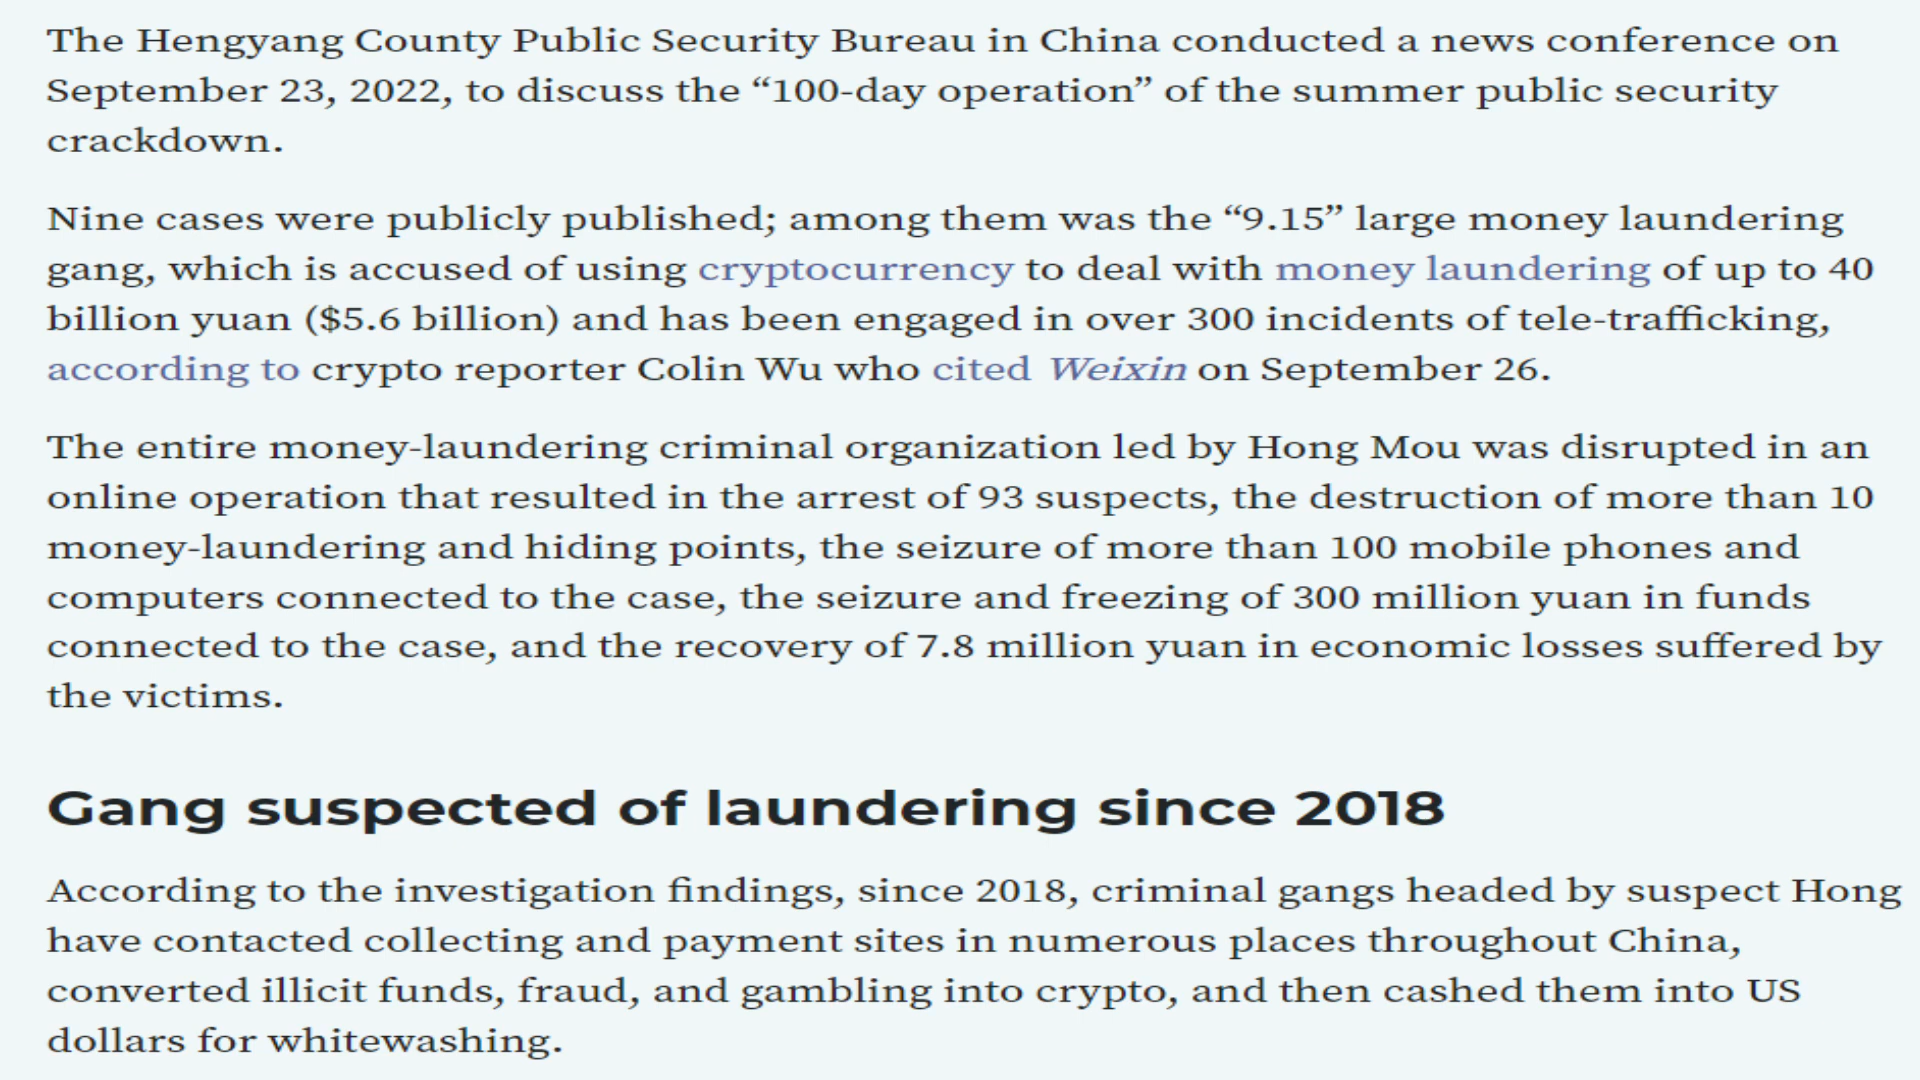 The Hengyang County Public Security Bureau in China conducted a news conference on
September 23, 2022, to discuss the “100-day operation” of the summer public security
crackdown.
Nine cases were publicly published; among them was the “9.15” large money laundering
gang, which is accused of using cryptocurrency to deal with money laundering of up to 40
billion yuan ($5.6 billion) and has been engaged in over 300 incidents of tele-trafficking,
according to crypto reporter Colin Wu who cited Weixin on September 26.
The entire money-laundering criminal organization led by Hong Mou was disrupted in an
online operation that resulted in the arrest of 93 suspects, the destruction of more than 10
money-laundering and hiding points, the seizure of more than 100 mobile phones and
computers connected to the case, the seizure and freezing of 300 million yuan in funds
connected to the case, and the recovery of 7.8 million yuan in economic losses suffered by
the victims.
Gang suspected of laundering since 2018
According to the investigation findings, since 2018, criminal gangs headed by suspect Hong
have contacted collecting and payment sites in numerous places throughout China,
converted illicit funds, fraud, and gambling into crypto, and then cashed them into US
dollars for whitewashing.